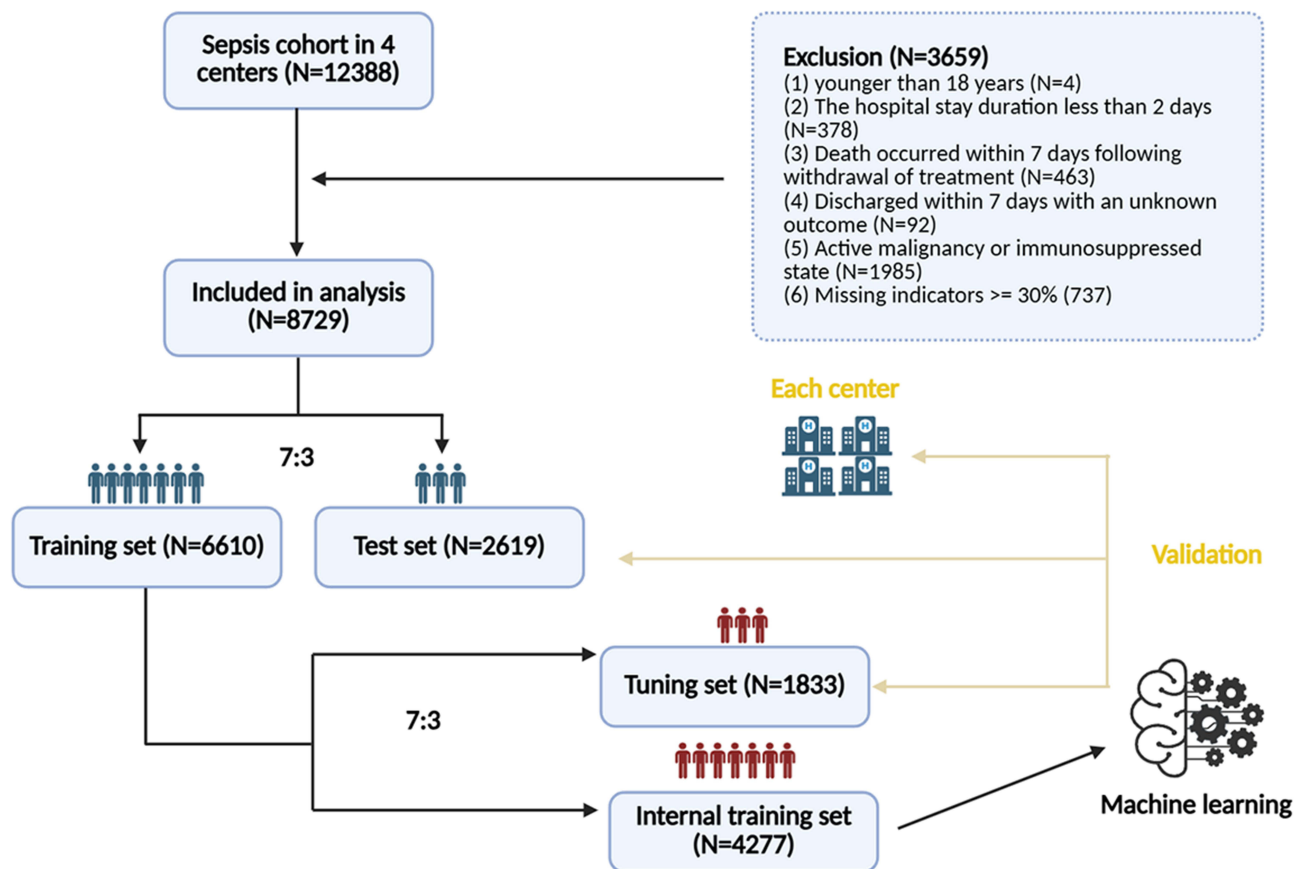 Sepsis cohort in 4
centers (N=12388)
Exclusion (N=3659)
(1) younger than 18 years (N=4)
(2) The hospital stay duration less than 2 days
(N=378)
(3) Death occurred within 7 days following
withdrawal of treatment (N=463)
(4) Discharged within 7 days with an unknown
outcome (N=92)
(5) Active malignancy or immunosuppressed
state (N=1985)
(6) Missing indicators >= 30% (737)
Included in analysis
(N=8729)
Each center
H
H
H
H
7:3
Training set (N=6610)
Test set (N=2619)
Validation
Tuning set (N=1833)
7:3
Internal training set
(N=4277)
Machine learning